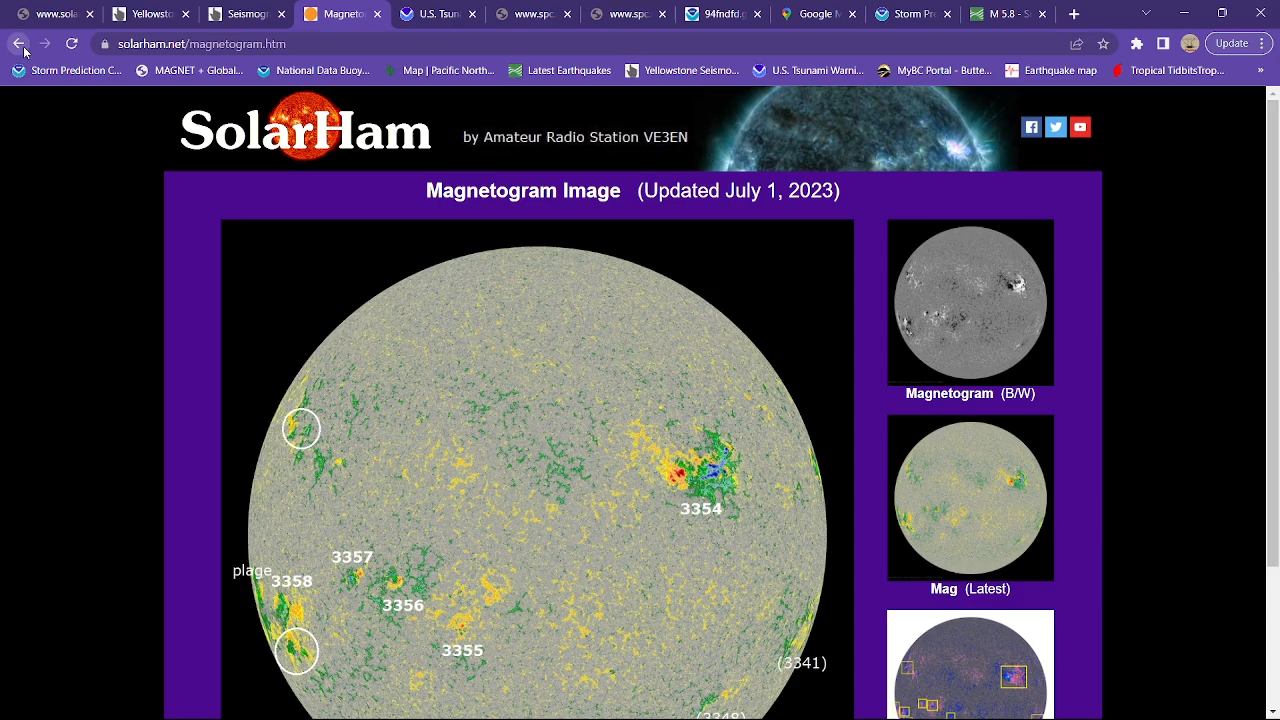 www.sola
Yellowsto
Seismogr
Magneto
U.S. Tsun
www.spc.
www.spc.
94fndfd.g
Google M
Storm Pre
M 5.8 - S
solarham.net/magnetogram.htm
Update
Storm Prediction C...
MAGNET + Global...
National Data Buoy...
Map | Pacific North...
Latest Earthquakes
Yellowstone Seismo...
U.S. Tsunami Warni...
MyBC Portal - Butte...
Earthquake map
Tropical TidbitsTrop...
»
SolarHam
by Amateur Radio Station VE3EN
Magnetogram Image (Updated July 1, 2023)
3354
3357
plage
3358
3356
3355
(3341)
(3348)
Magnetogram (B/W)
Mag (Latest)